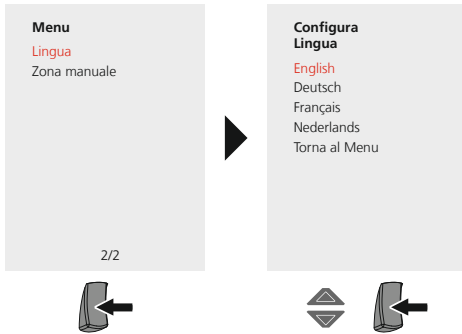 Menu
Lingua
Zona manuale
2/2
Configura
Lingua
English
Deutsch
Français
Nederlands
Torna al Menu